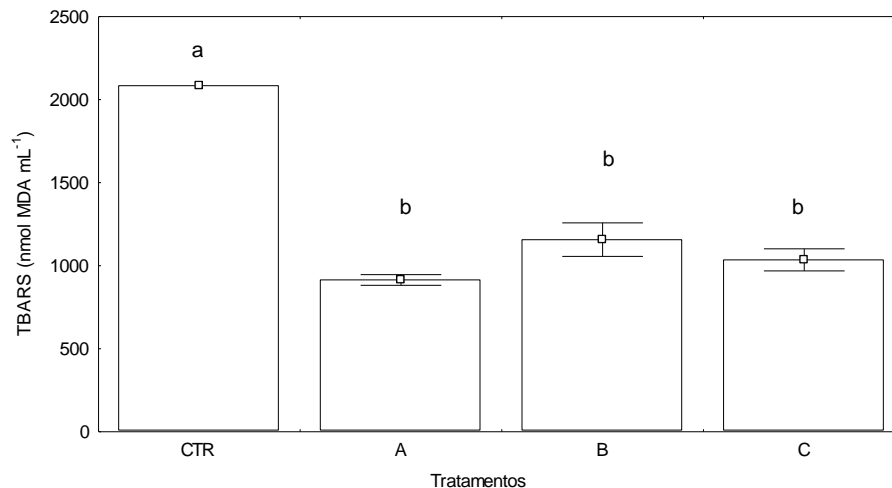 2500
a
2000
b
1500
b
b
1000
500
0
TBARS (nmol MDA mL⁻¹)
CTR A B C
Tratamentos